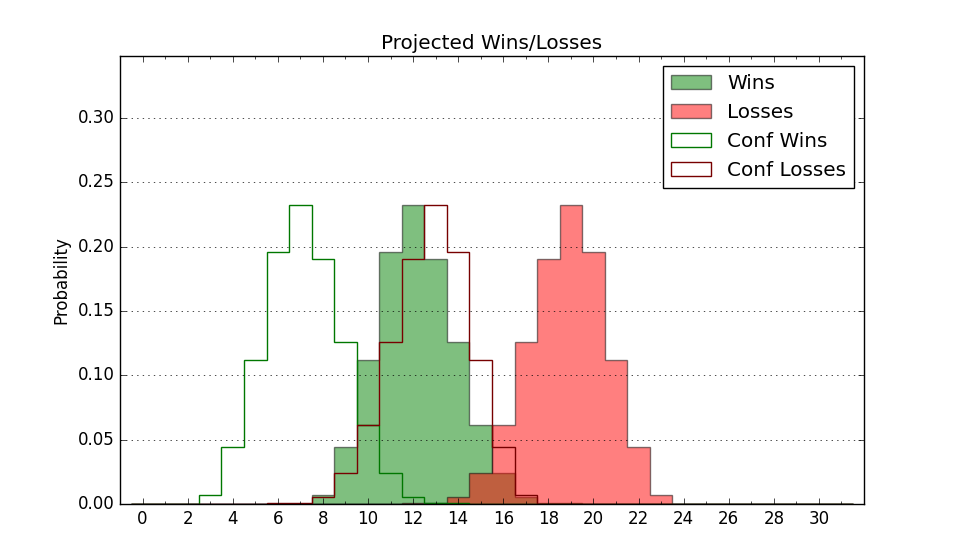 Projected Wins/Losses
Wins
Losses
Conf Wins
Conf Losses
Probability
0.30
0.25
0.20
0.15
0.10
0.05
0.00
0 2 4 6 8 10 12 14 16 18 20 22 24 26 28 30